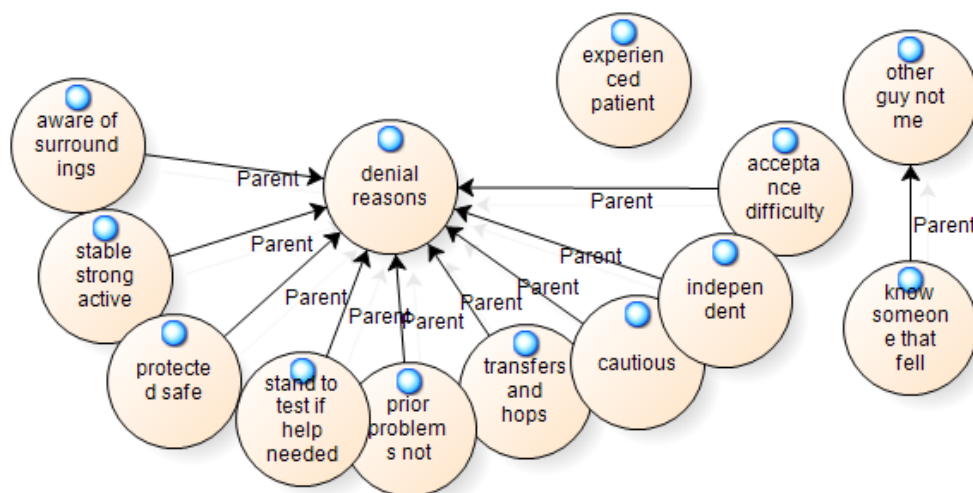 experien
ced
patient
other
guy not
me
aware of
surround
ings
Parent
denial
reasons
accepta
nce
difficulty
Parent
stable
strong
active
Parent
Parent
Parent
independent
dent
know
someon
e that
fell
protecte
d safe
Parent
Parent
Parent
Parent
stand to
test if
help
needed
prior
problem
s not
transfers
and
hops
cautious